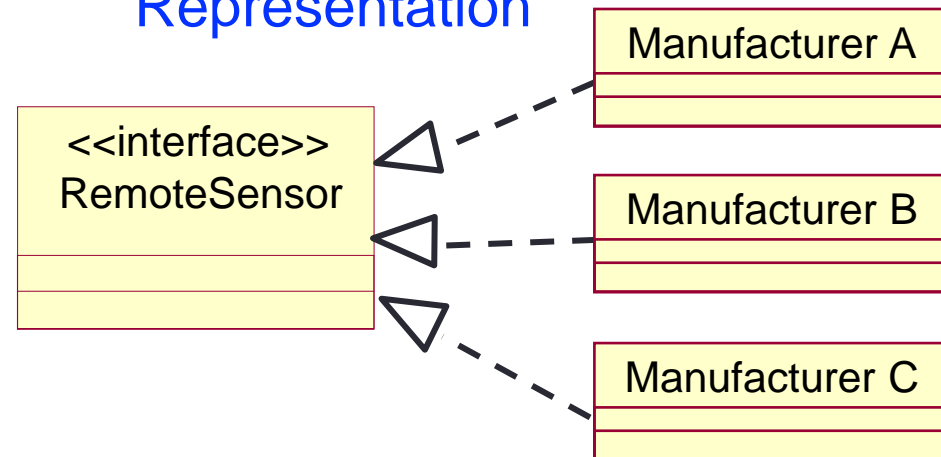 Representation
Manufacturer A
<<interface>>
RemoteSensor
Manufacturer B
Manufacturer C